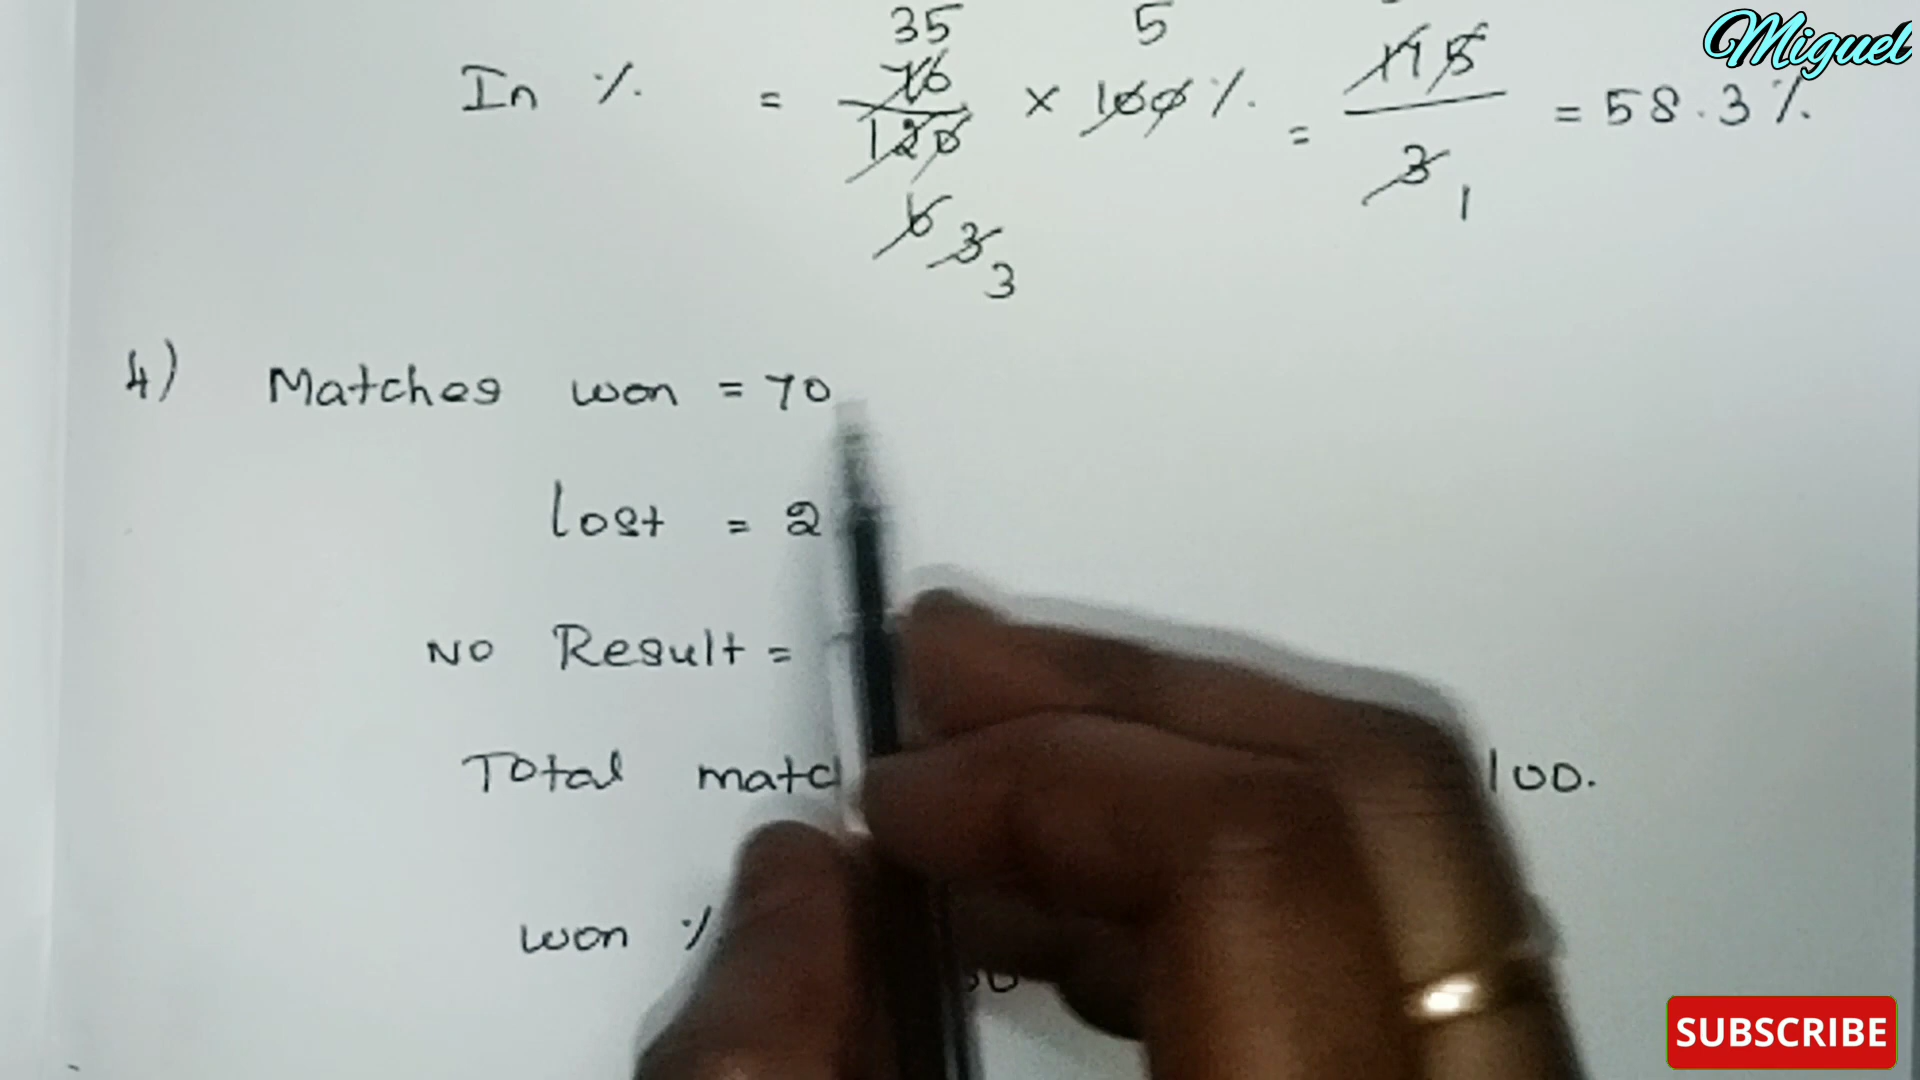 35 5
In % = 70/120 × 100 % = 175/3 = 58.3 %
6 3 3 1
4) Matches won = 70
lost = 2
No Result =
Total matc 100.
won %
Miguel
SUBSCRIBE